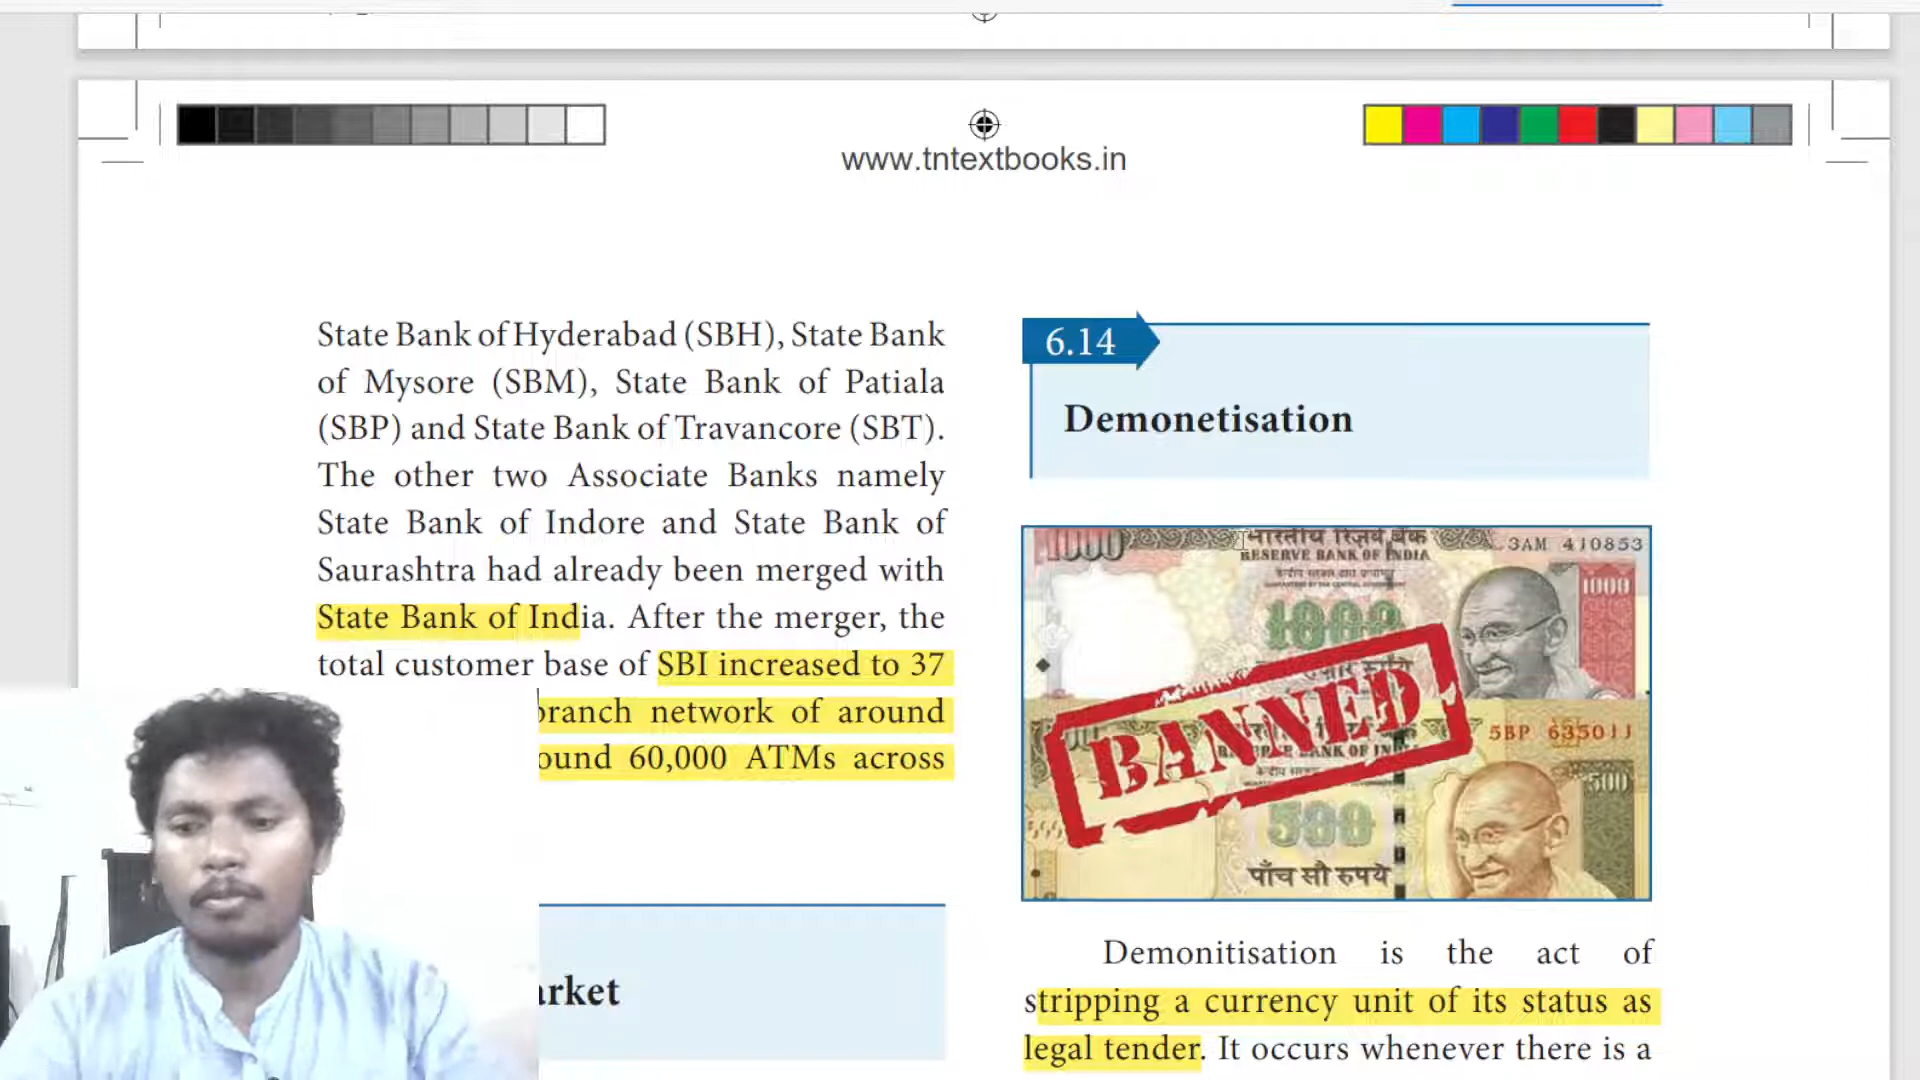 www.tntextbooks.in
State Bank of Hyderabad (SBH), State Bank
of Mysore (SBM), State Bank of Patiala
(SBP) and State Bank of Travancore (SBT).
The other two Associate Banks namely
State Bank of Indore and State Bank of
Saurashtra had already been merged with
State Bank of India. After the merger, the
total customer base of SBI increased to 37
branch network of around
ound 60,000 ATMs across
arket
6.14
Demonetisation
1000
भारतीय रिज़र्व बैंक
3AM 410853
RESERVE BANK OF INDIA
1000
1000
BANNED
5BP 635011
500
500
पाँच सौ रुपये
Demonitisation is the act of
stripping a currency unit of its status as
legal tender. It occurs whenever there is a